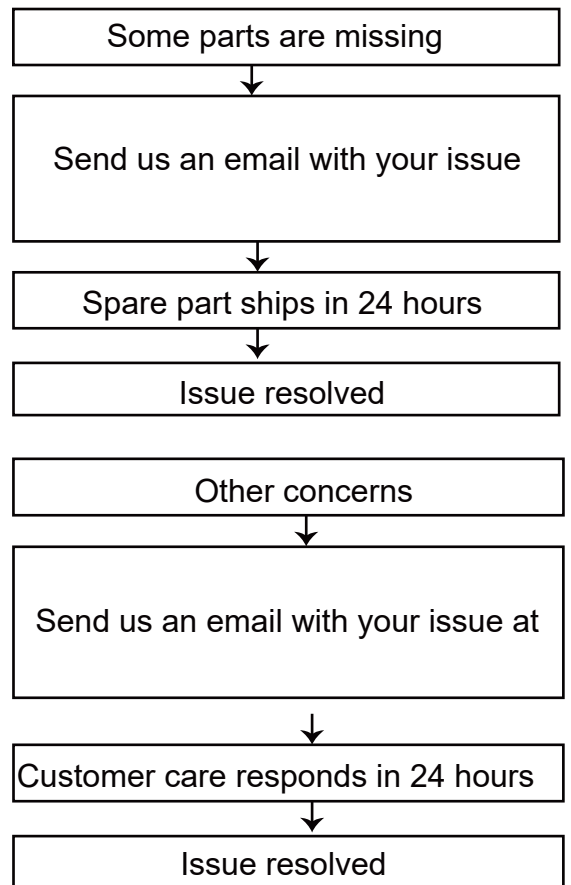 Some parts are missing
Send us an email with your issue
Spare part ships in 24 hours
Issue resolved
Other concerns
Send us an email with your issue at
Customer care responds in 24 hours
Issue resolved